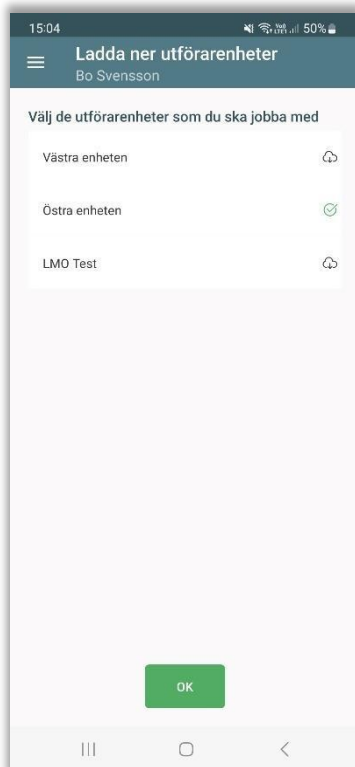 15:04 50%
Ladda ner utförarenheter
Bo Svensson
Välj de utförarenheter som du ska jobba med
Västra enheten
Östra enheten
LMO Test
OK